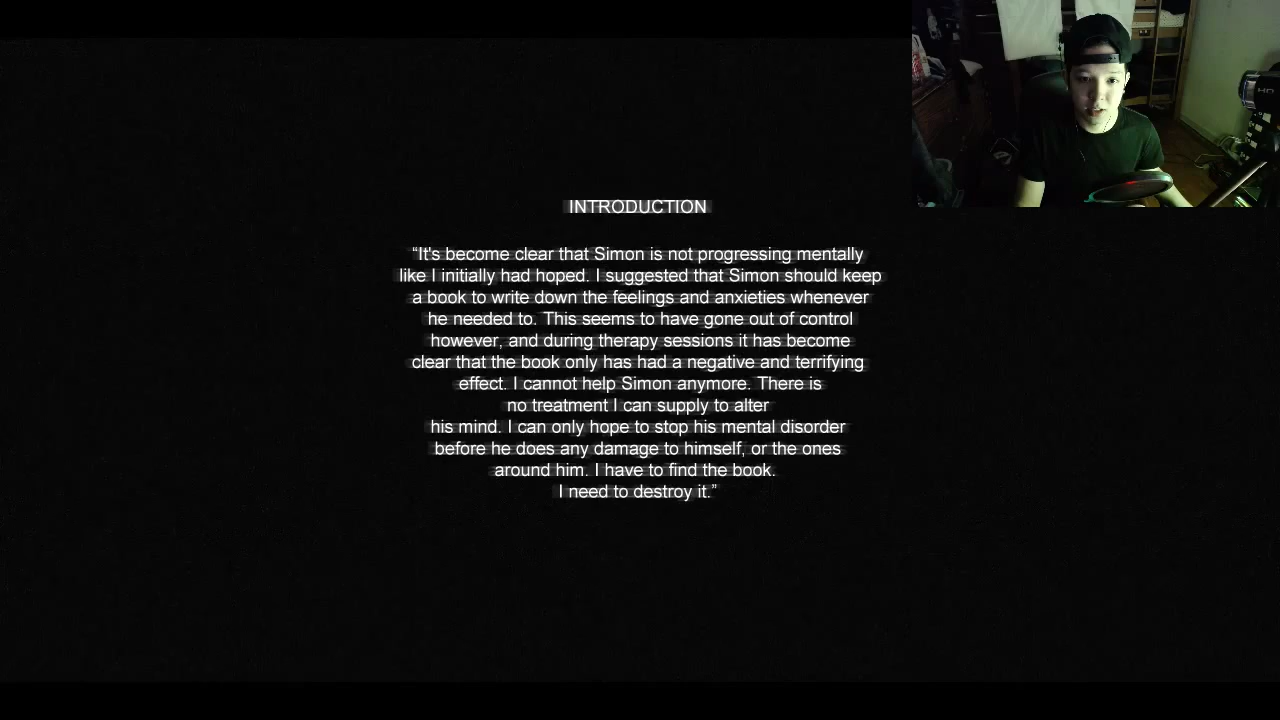 INTRODUCTION
“It's become clear that Simon is not progressing mentally
like I initially had hoped. I suggested that Simon should keep
a book to write down the feelings and anxieties whenever
he needed to. This seems to have gone out of control
however, and during therapy sessions it has become
clear that the book only has had a negative and terrifying
effect. I cannot help Simon anymore. There is
no treatment I can supply to alter
his mind. I can only hope to stop his mental disorder
before he does any damage to himself, or the ones
around him. I have to find the book.
I need to destroy it.”
HD